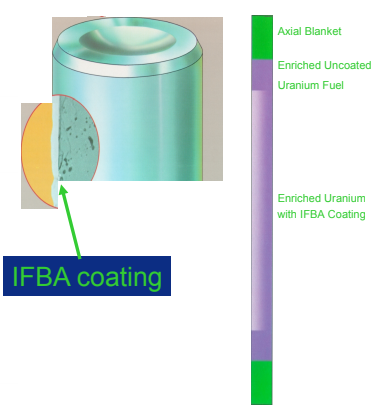 Axial Blanket
Enriched Uncoated
Uranium Fuel
Enriched Uranium
with IFBA Coating
IFBA coating